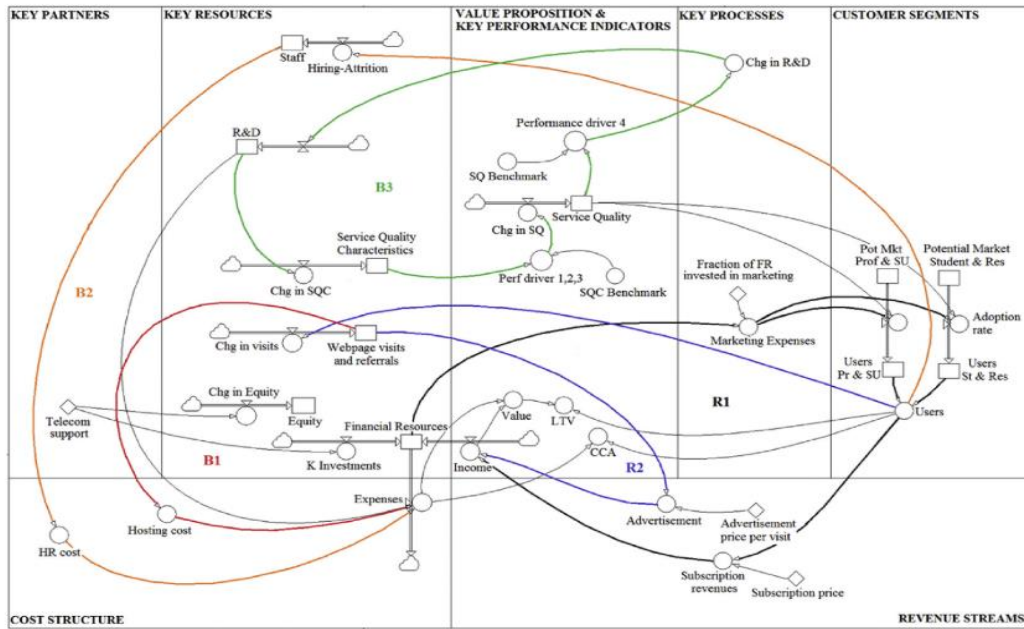 KEY PARTNERS
KEY RESOURCES
VALUE PROPOSITION &
KEY PERFORMANCE INDICATORS
KEY PROCESSES
CUSTOMER SEGMENTS
Staff
Hiring-Attrition
Chg in R&D
R&D
Performance driver 4
SQ Benchmark
B3
Service Quality
Chg in SQ
Service Quality
Characteristics
Chg in SQC
Perf driver 1,2,3
SQC Benchmark
Fraction of FR
invested in marketing
Pot Mkt
Prof & SU
Potential Market
Student & Res
B2
Chg in visits
Webpage visits
and referrals
Marketing Expenses
Adoption
rate
Users
Pr & SU
Users
St & Res
Chg in Equity
Equity
Telecom
support
Value
LTV
R1
Users
Financial Resources
CCA
B1
K Investments
Income
R2
Expenses
Hosting cost
HR cost
Advertisement
Advertisement
price per visit
Subscription
revenues
Subscription price
COST STRUCTURE
REVENUE STREAMS